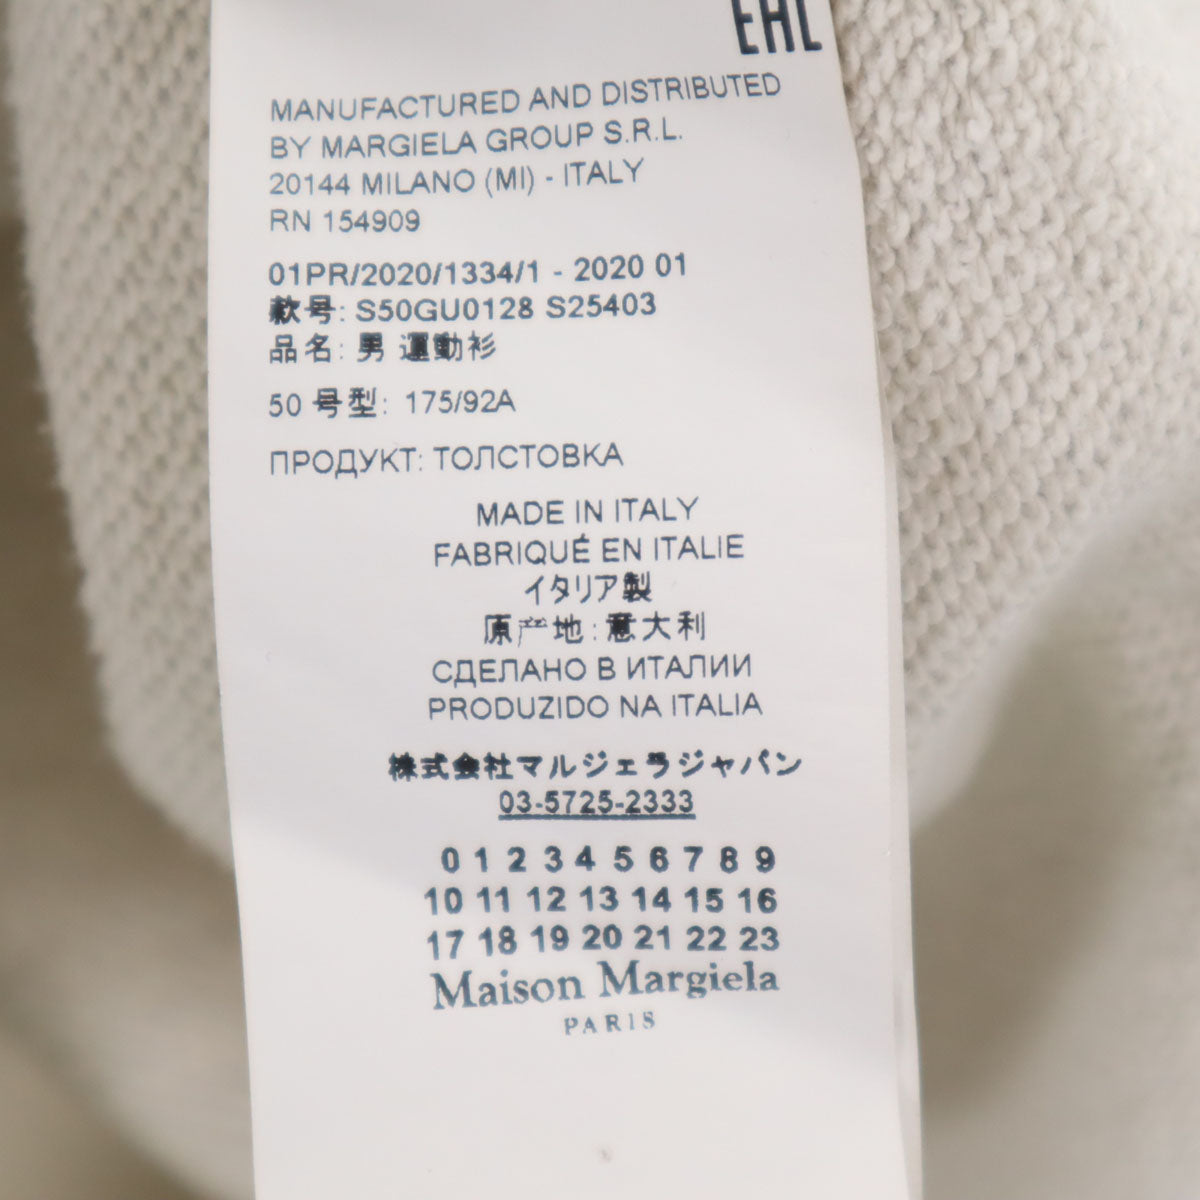 EAC
MANUFACTURED AND DISTRIBUTED
BY MARGIELA GROUP S.R.L.
20144 MILANO (MI) - ITALY
RN 154909
01PR/2020/1334/1 - 2020 01
款号: S50GU0128 S25403
品名: 男 運動衫
50 号型: 175/92A
ПРОДУКТ: ТОЛСТОВКА
MADE IN ITALY
FABRIQUÉ EN ITALIE
イタリア製
原产地: 意大利
СДЕЛАНО В ИТАЛИИ
PRODUZIDO NA ITALIA
株式会社マルジェラジャパン
03-5725-2333
0 1 2 3 4 5 6 7 8 9
10 11 12 13 14 15 16
17 18 19 20 21 22 23
Maison Margiela
PARIS